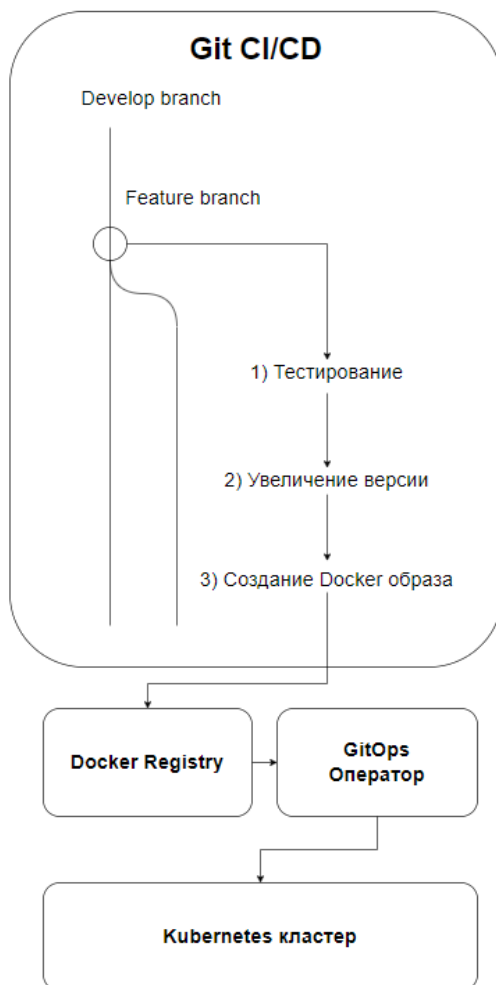 Git CI/CD
Develop branch
Feature branch
1) Тестирование
2) Увеличение версии
3) Создание Docker образа
Docker Registry
GitOps
Оператор
Kubernetes кластер